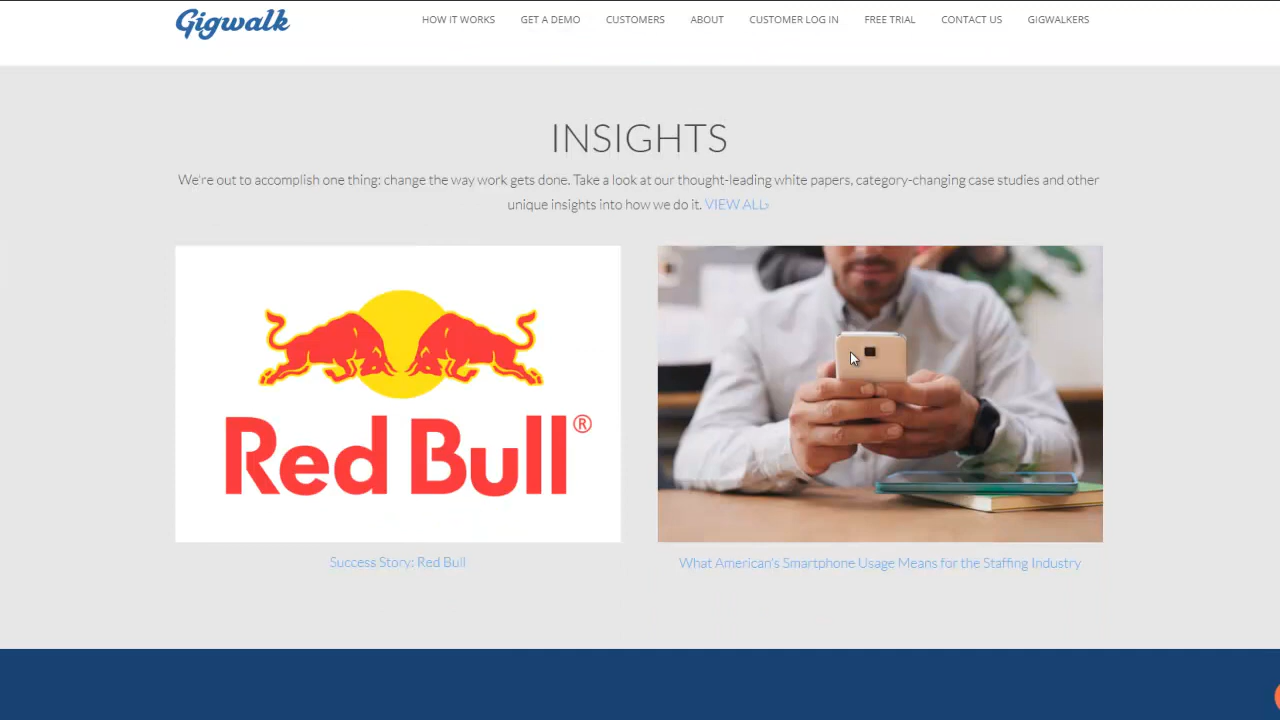 Gigwalk
HOW IT WORKS GET A DEMO CUSTOMERS ABOUT CUSTOMER LOG IN FREE TRIAL CONTACT US GIGWALKERS
INSIGHTS
We're out to accomplish one thing: change the way work gets done. Take a look at our thought-leading white papers, category-changing case studies and other
unique insights into how we do it. VIEW ALL>
Red Bull®
Success Story: Red Bull
What American's Smartphone Usage Means for the Staffing Industry